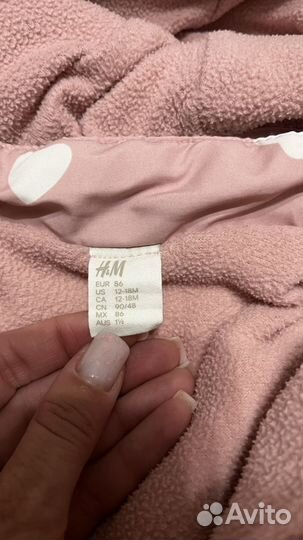 H&M
EUR 86
US 12-18M
CA 12-18M
CN 90/48
MX 86
AUS 1½
Avito